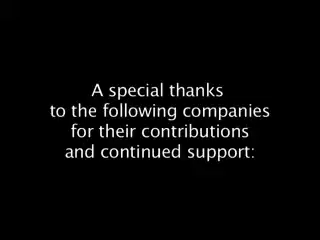 A special thanks
to the following companies
for their contributions
and continued support: